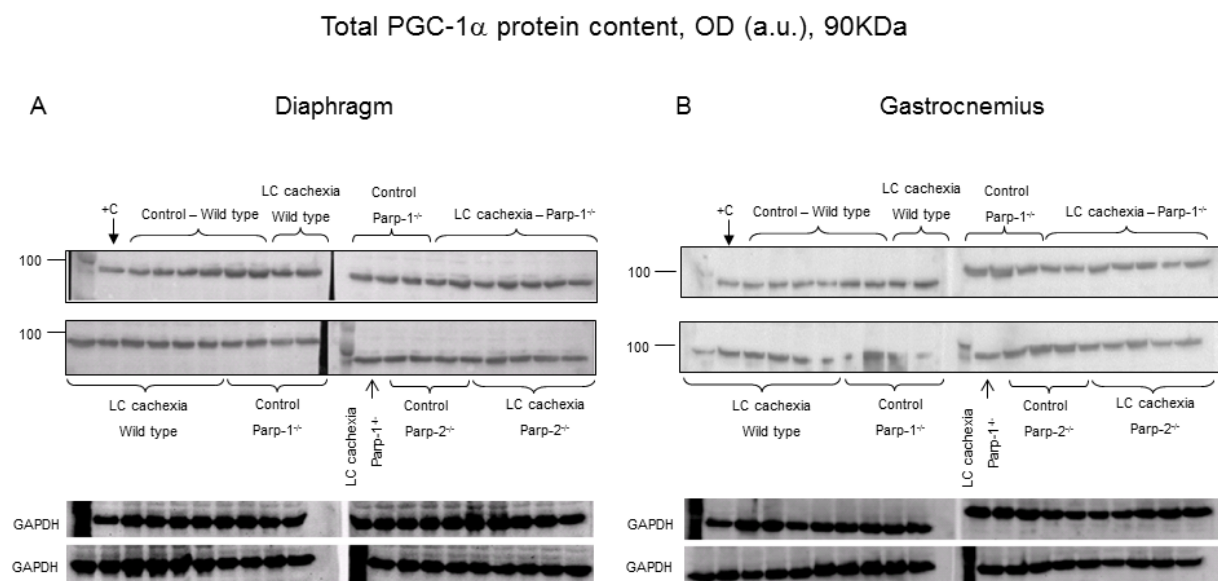 Total PGC-1α protein content, OD (a.u.), 90KDa
A
Diaphragm
LC cachexia
Wild type
Control
Parp-1-/-
+C
Control – Wild type
LC cachexia – Parp-1-/-
100
100
LC cachexia
Wild type
Control
Parp-1-/-
LC cachexia
Parp-1-/-
Control
Parp-2-/-
LC cachexia
Parp-2-/-
GAPDH
GAPDH
B
Gastrocnemius
LC cachexia
Wild type
Control
Parp-1-/-
+C
Control – Wild type
LC cachexia – Parp-1-/-
100
100
LC cachexia
Wild type
Control
Parp-1-/-
LC cachexia
Parp-1-/-
Control
Parp-2-/-
LC cachexia
Parp-2-/-
GAPDH
GAPDH